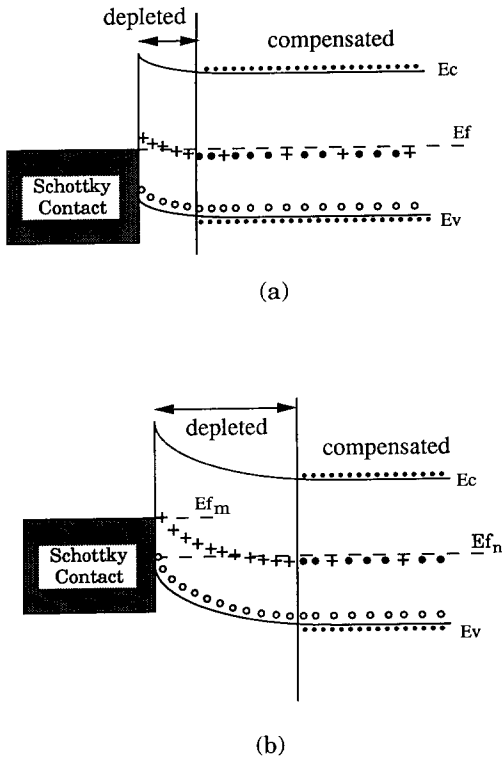 depleted
compensated
Ec
Ef
Schottky
Contact
Ev
(a)
depleted
compensated
Ec
Efm
Efn
Schottky
Contact
Ev
(b)